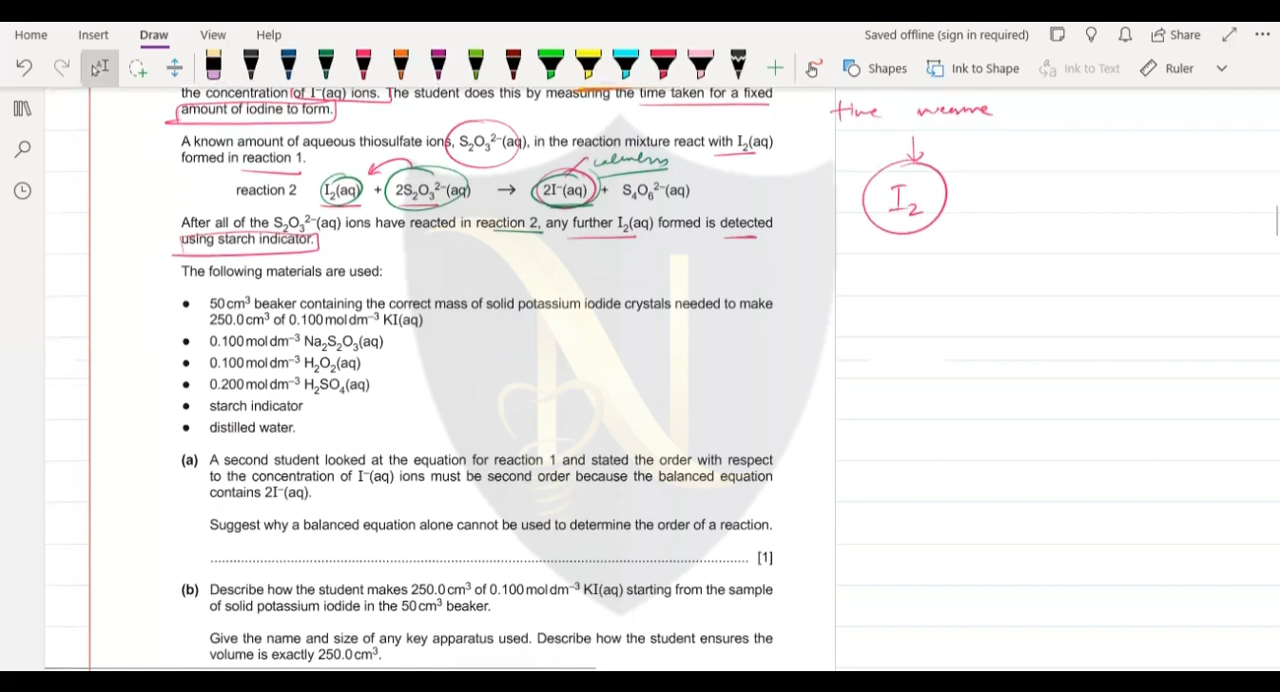 Home Insert Draw View Help Saved offline (sign in required) Share
Shapes Ink to Shape Ink to Text Ruler
the concentration of I⁻(aq) ions. The student does this by measuring the time taken for a fixed
amount of iodine to form.
time measure
A known amount of aqueous thiosulfate ions, S₂O₃²⁻(aq), in the reaction mixture react with I₂(aq)
formed in reaction 1.
colourless
reaction 2 I₂(aq) + 2S₂O₃²⁻(aq) → 2I⁻(aq) + S₄O₆²⁻(aq)
I₂
After all of the S₂O₃²⁻(aq) ions have reacted in reaction 2, any further I₂(aq) formed is detected
using starch indicator.
The following materials are used:
• 50 cm³ beaker containing the correct mass of solid potassium iodide crystals needed to make
250.0 cm³ of 0.100 mol dm⁻³ KI(aq)
• 0.100 mol dm⁻³ Na₂S₂O₃(aq)
• 0.100 mol dm⁻³ H₂O₂(aq)
• 0.200 mol dm⁻³ H₂SO₄(aq)
• starch indicator
• distilled water.
(a) A second student looked at the equation for reaction 1 and stated the order with respect
to the concentration of I⁻(aq) ions must be second order because the balanced equation
contains 2I⁻(aq).
Suggest why a balanced equation alone cannot be used to determine the order of a reaction.
[1]
(b) Describe how the student makes 250.0 cm³ of 0.100 mol dm⁻³ KI(aq) starting from the sample
of solid potassium iodide in the 50 cm³ beaker.
Give the name and size of any key apparatus used. Describe how the student ensures the
volume is exactly 250.0 cm³.